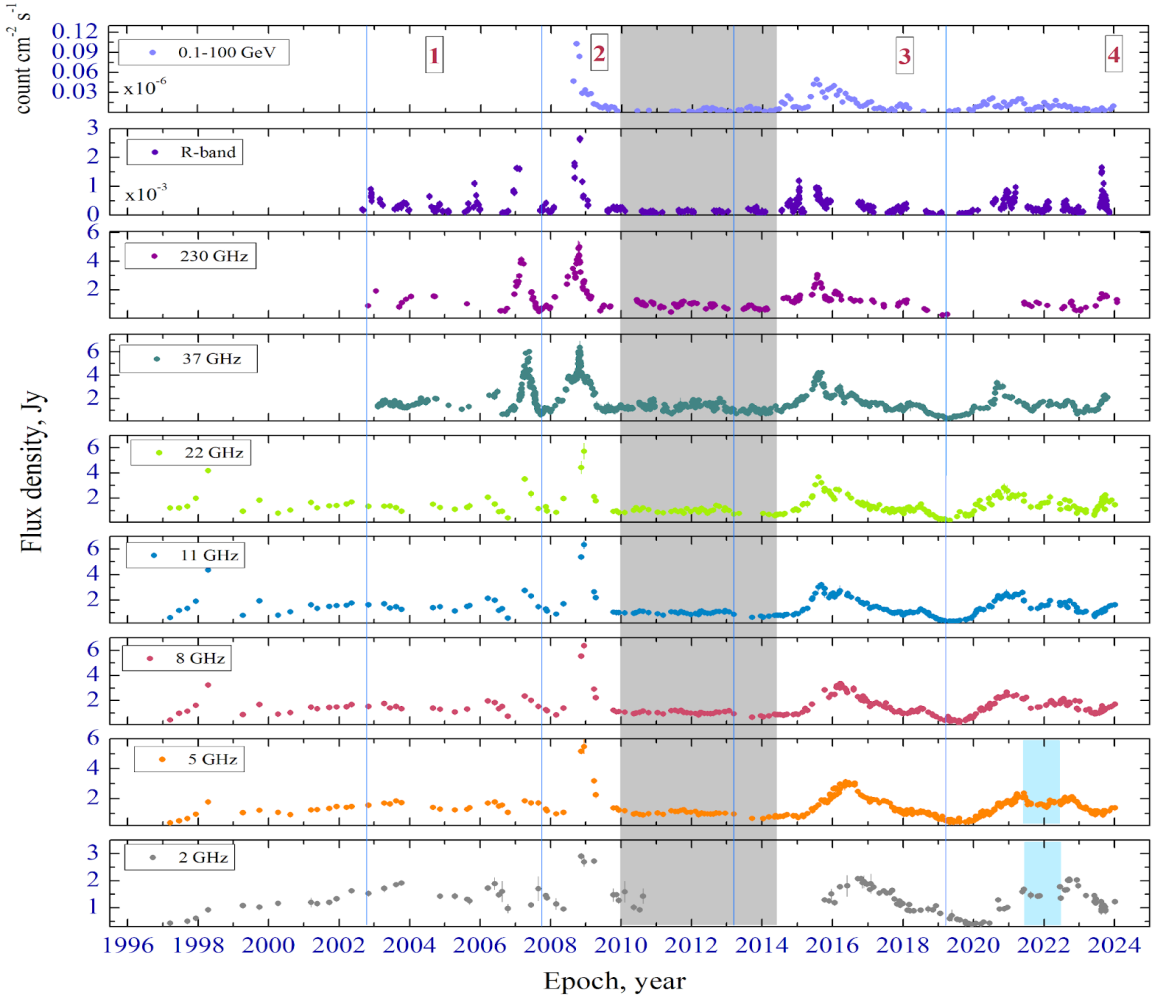 count cm⁻² s⁻¹
0.12
0.09
0.06
0.03
0.1-100 GeV
x10⁻⁶
1
2
3
4
3
2
1
0
R-band
x10⁻³
6
4
2
230 GHz
6
4
2
37 GHz
6
4
2
22 GHz
6
4
2
11 GHz
6
4
2
8 GHz
6
4
2
5 GHz
3
2
1
2 GHz
Flux density, Jy
1996 1998 2000 2002 2004 2006 2008 2010 2012 2014 2016 2018 2020 2022 2024
Epoch, year